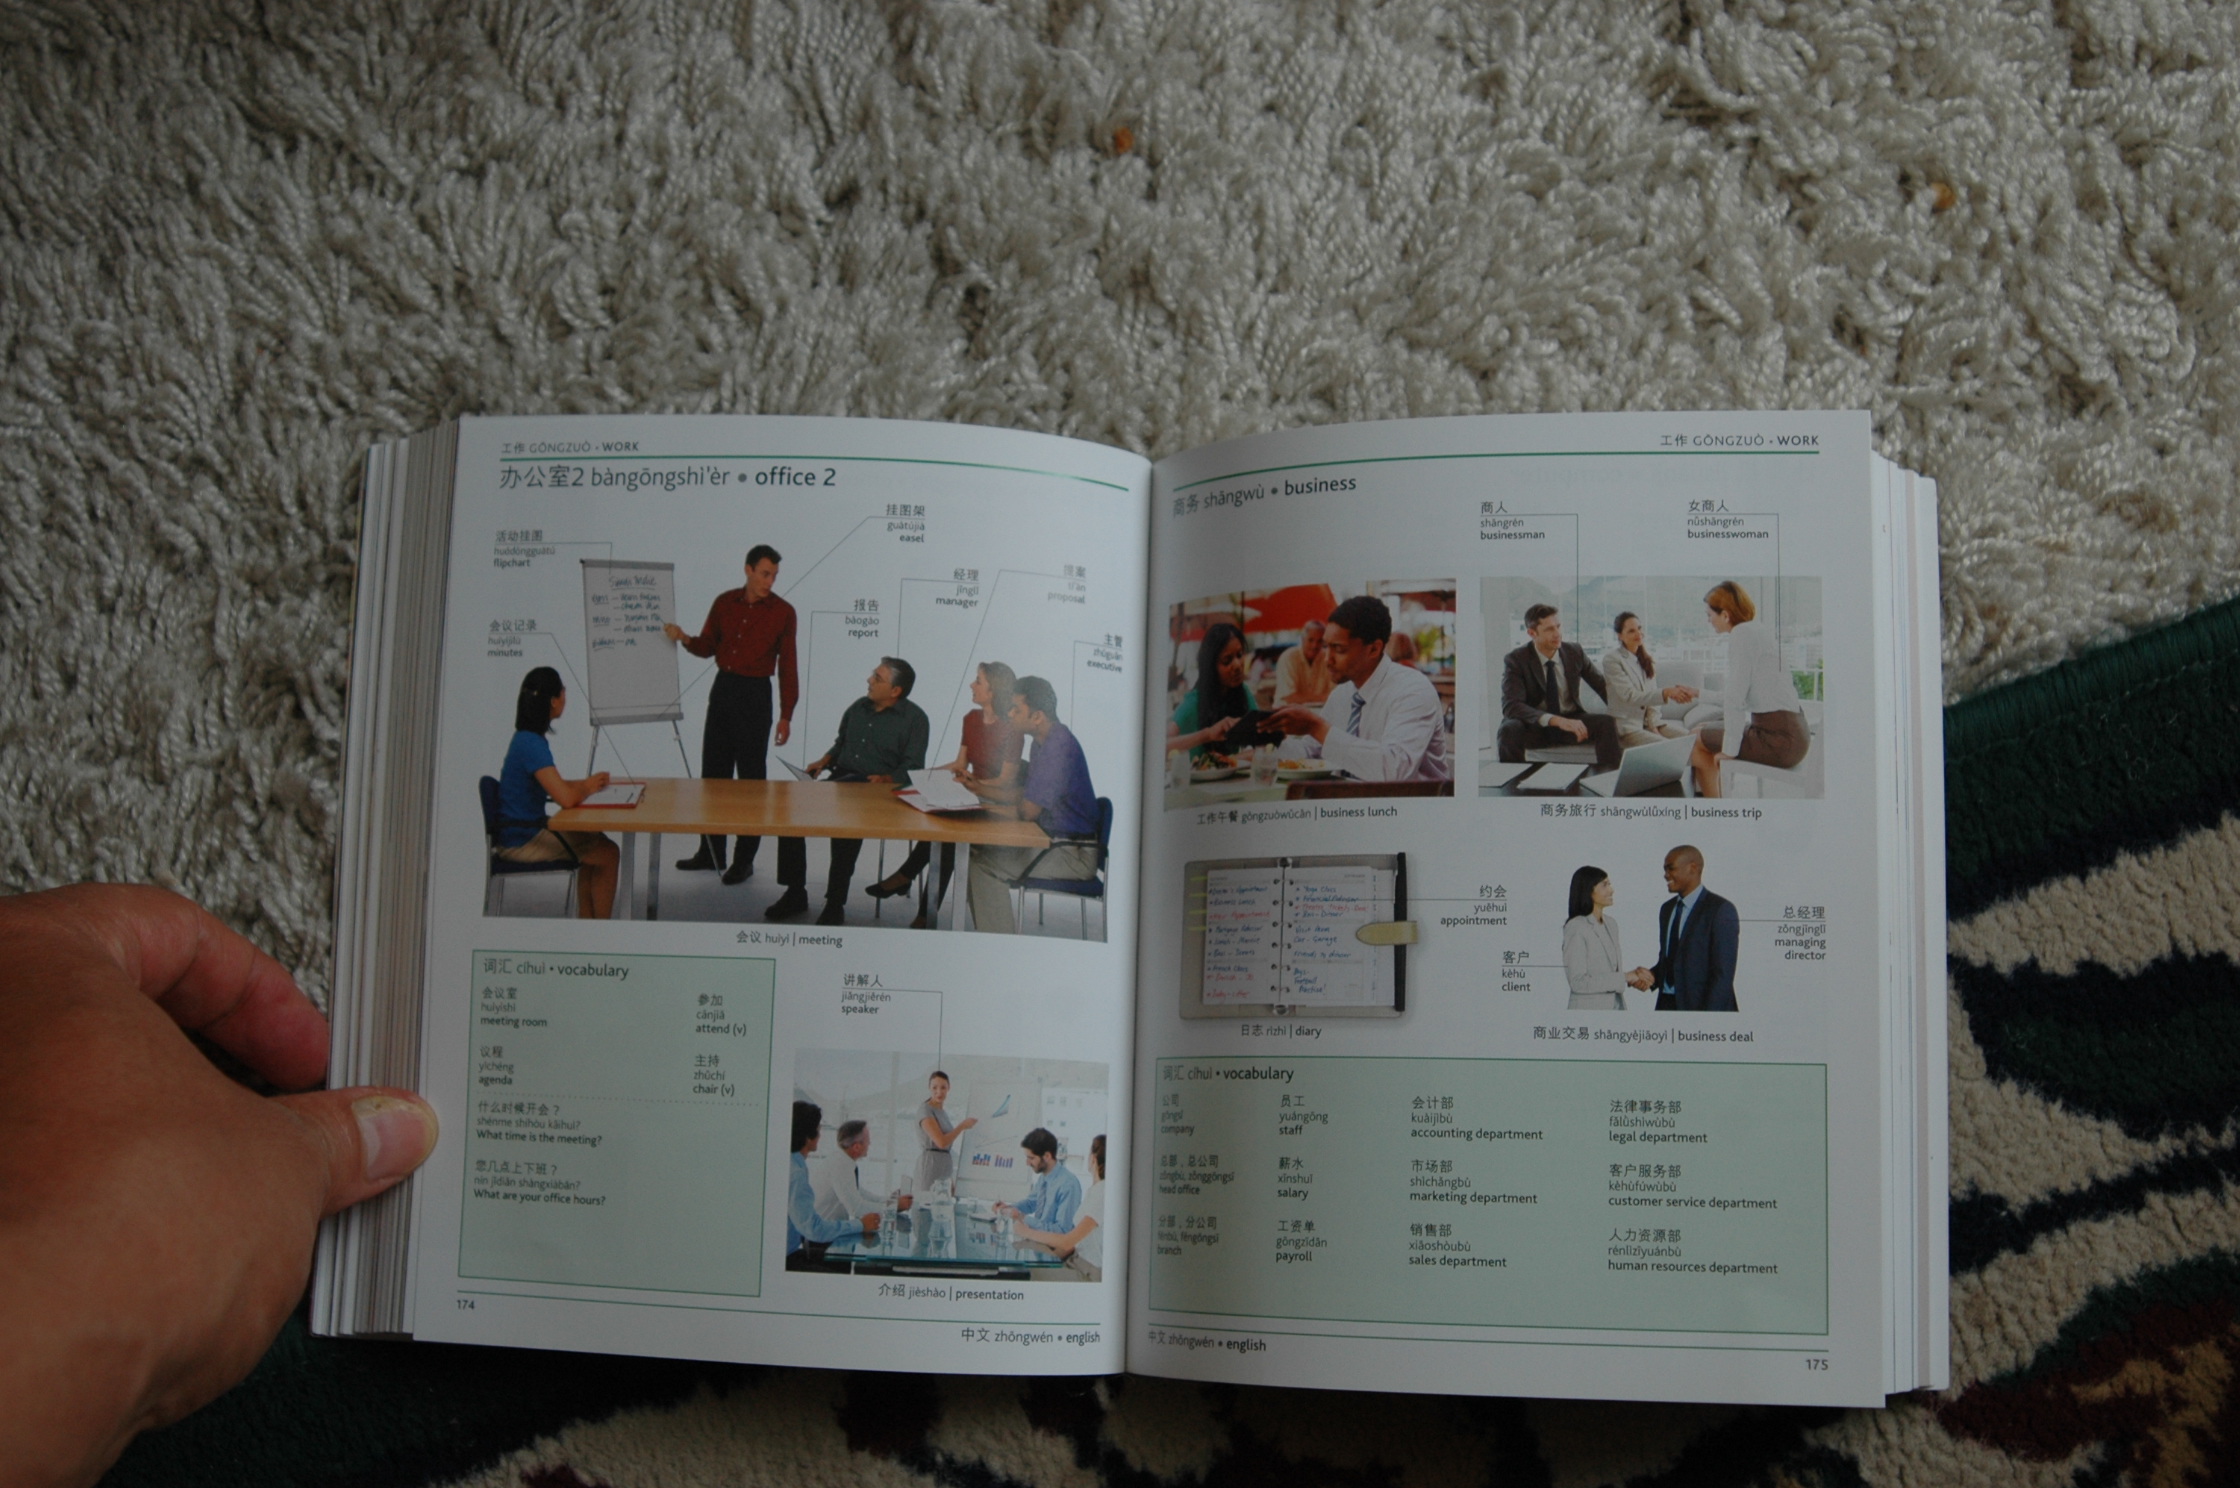 工作 GŌNGZUÒ • WORK
办公室2 bàngōngshì'èr • office 2
挂图架
guàtújià
easel
提案
tí'àn
proposal
经理
jīnglǐ
manager
主管
zhǔguǎn
executive
报告
bàogào
report
活动挂图
huódòngguàtú
flipchart
会议记录
huìyìjìlù
minutes
会议 huìyì | meeting
词汇 cíhuì • vocabulary
会议室
huìyìshì
meeting room
参加
cānjiā
attend (v)
议程
yìchéng
agenda
主持
zhǔchí
chair (v)
什么时候开会？
shénme shíhòu kāihuì?
What time is the meeting?
您几点上下班？
nín jǐdiǎn shàngxiàbān?
What are your office hours?
讲解人
jiǎngjiěrén
speaker
介绍 jièshào | presentation
174
中文 zhōngwén • english
工作 GŌNGZUÒ • WORK
商务 shāngwù • business
商人
shāngrén
businessman
女商人
nǚshāngrén
businesswoman
工作午餐 gōngzuòwǔcān | business lunch
商务旅行 shāngwùlǚxíng | business trip
约会
yuēhuì
appointment
客户
kèhù
client
总经理
zǒngjīnglǐ
managing
director
日志 rìzhì | diary
商业交易 shāngyèjiāoyì | business deal
词汇 cíhuì • vocabulary
公司
gōngsī
company
员工
yuángōng
staff
会计部
kuàijìbù
accounting department
法律事务部
fǎlǜshìwùbù
legal department
总部，总公司
zǒngbù, zǒnggōngsī
head office
薪水
xīnshuǐ
salary
市场部
shìchǎngbù
marketing department
客户服务部
kèhùfúwùbù
customer service department
分部，分公司
fēnbù, fēngōngsī
branch
工资单
gōngzīdān
payroll
销售部
xiāoshòubù
sales department
人力资源部
rénlìzīyuánbù
human resources department
中文 zhōngwén • english
175